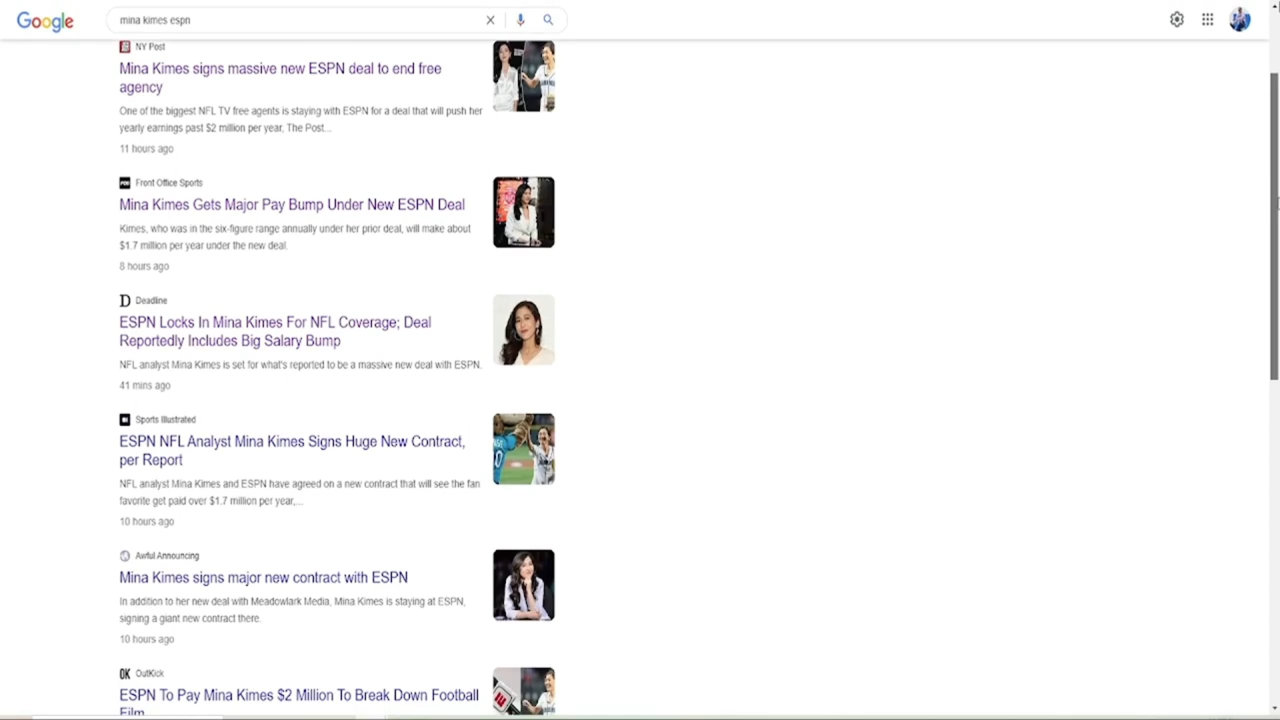 Google
mina kimes espn
NY Post
Mina Kimes signs massive new ESPN deal to end free
agency
One of the biggest NFL TV free agents is staying with ESPN for a deal that will push her
yearly earnings past $2 million per year, The Post...
11 hours ago
Front Office Sports
Mina Kimes Gets Major Pay Bump Under New ESPN Deal
Kimes, who was in the six-figure range annually under her prior deal, will make about
$1.7 million per year under the new deal.
8 hours ago
D Deadline
ESPN Locks In Mina Kimes For NFL Coverage; Deal
Reportedly Includes Big Salary Bump
NFL analyst Mina Kimes is set for what's reported to be a massive new deal with ESPN.
41 mins ago
Sports Illustrated
ESPN NFL Analyst Mina Kimes Signs Huge New Contract,
per Report
NFL analyst Mina Kimes and ESPN have agreed on a new contract that will see the fan
favorite get paid over $1.7 million per year,...
10 hours ago
Awful Announcing
Mina Kimes signs major new contract with ESPN
In addition to her new deal with Meadowlark Media, Mina Kimes is staying at ESPN,
signing a giant new contract there.
10 hours ago
OK OutKick
ESPN To Pay Mina Kimes $2 Million To Break Down Football
Film